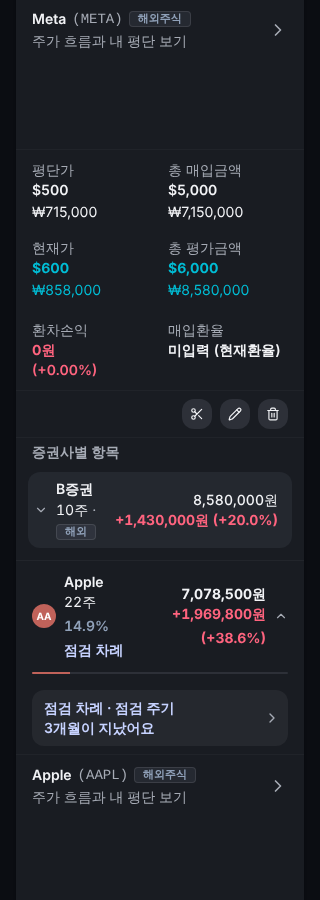 Meta (META) 해외주식
주가 흐름과 내 평단 보기
평단가 총 매입금액
$500 $5,000
₩715,000 ₩7,150,000
현재가 총 평가금액
$600 $6,000
₩858,000 ₩8,580,000
환차손익 매입환율
0원 미입력 (현재환율)
(+0.00%)
증권사별 항목
B증권
10주 ·
해외
8,580,000원
+1,430,000원 (+20.0%)
AA
Apple
22주
14.9%
점검 차례
7,078,500원
+1,969,800원
(+38.6%)
점검 차례 · 점검 주기
3개월이 지났어요
Apple (AAPL) 해외주식
주가 흐름과 내 평단 보기